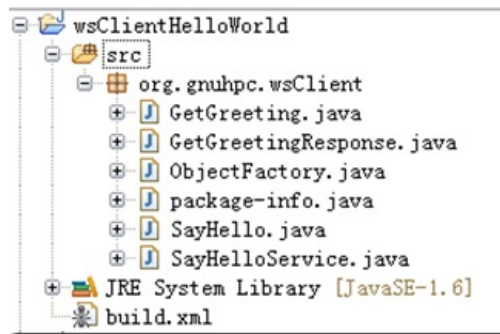 wsClientHelloWorld
src
org.gnuhpc.wsClient
GetGreeting.java
GetGreetingResponse.java
ObjectFactory.java
package-info.java
SayHello.java
SayHelloService.java
JRE System Library [JavaSE-1.6]
build.xml